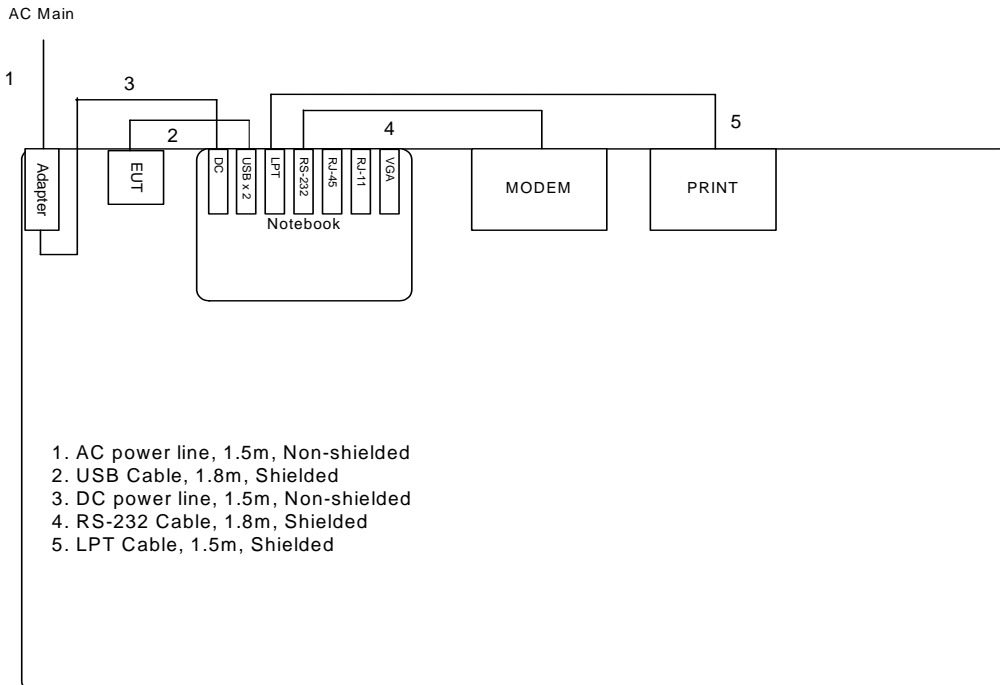 AC Main
1
3
2
4
5
Adapter
EUT
DC
USB x 2
LPT
RS-232
RJ-45
RJ-11
VGA
MODEM
PRINT
Notebook
1. AC power line, 1.5m, Non-shielded
2. USB Cable, 1.8m, Shielded
3. DC power line, 1.5m, Non-shielded
4. RS-232 Cable, 1.8m, Shielded
5. LPT Cable, 1.5m, Shielded